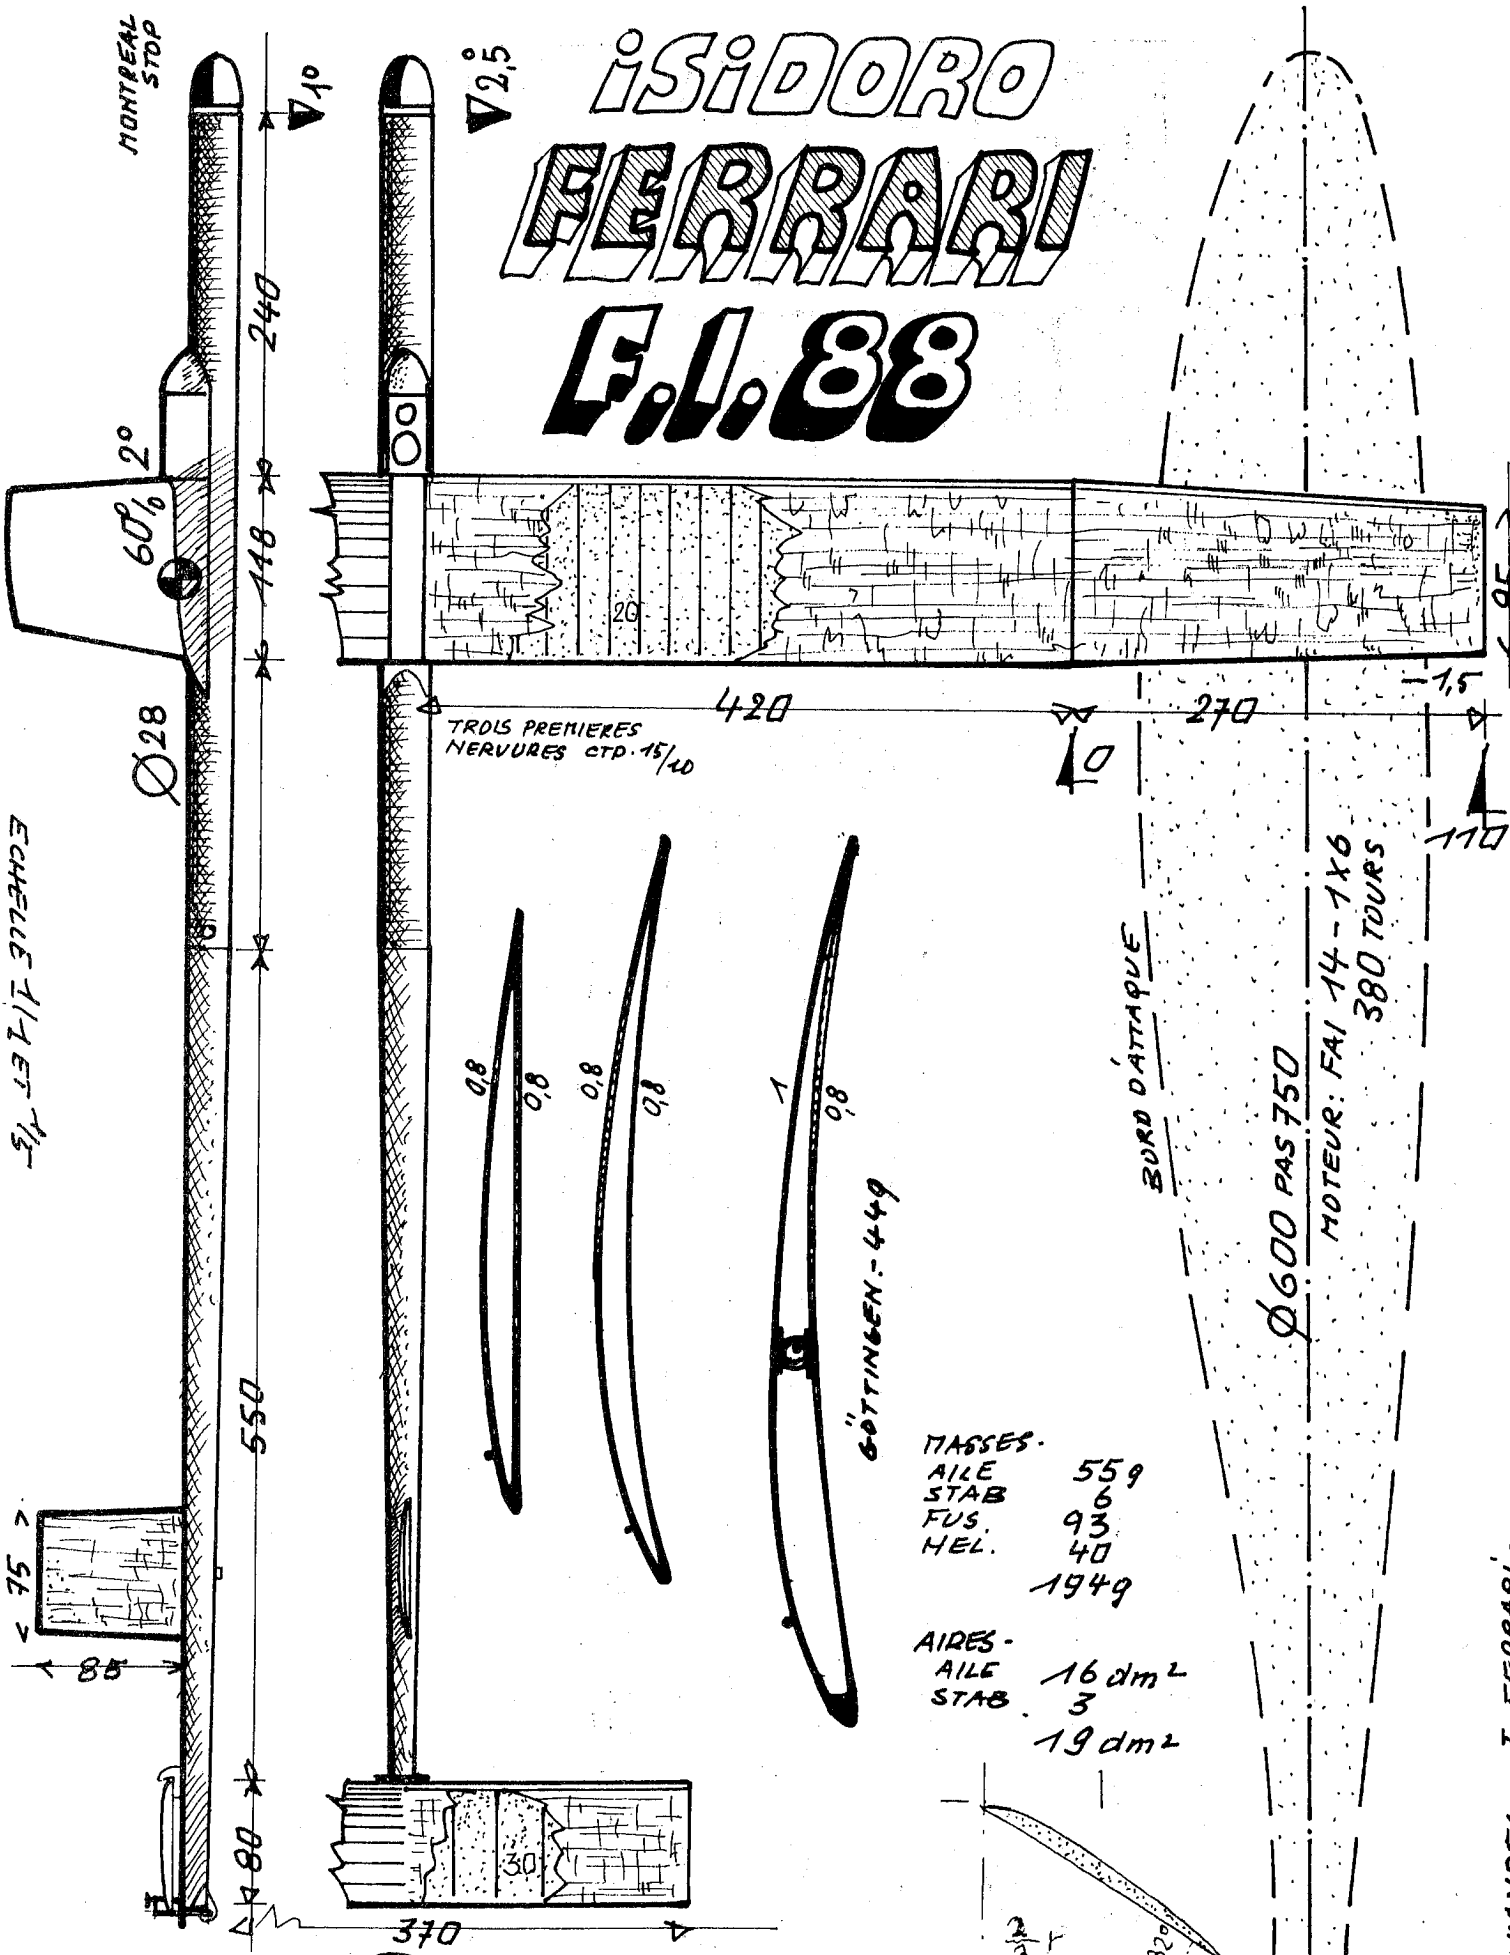 MONTREAL
STOP
1°
2,5°
ISIDORO
FERRARI
F.I.88
240
2°
60%
118
Ø28
20
95
420
270
-1,5
TROIS PREMIERES
NERVURES CTP. 15/10
0
110
ECHELLE 1/1 ET 1/5
0,8
0,8
0,8
0,8
1
0,8
GÖTTINGEN.-449
BORD D'ATTAQUE
Ø600 PAS 750
MOTEUR: FAI 14-1X6
380 TOURS
550
75
85
80
30
370
MASSES.
AILE 55g
STAB 6
FUS. 93
HEL. 40
194g
AIRES-
AILE 16 dm²
STAB. 3
19 dm²
I. FERRARI